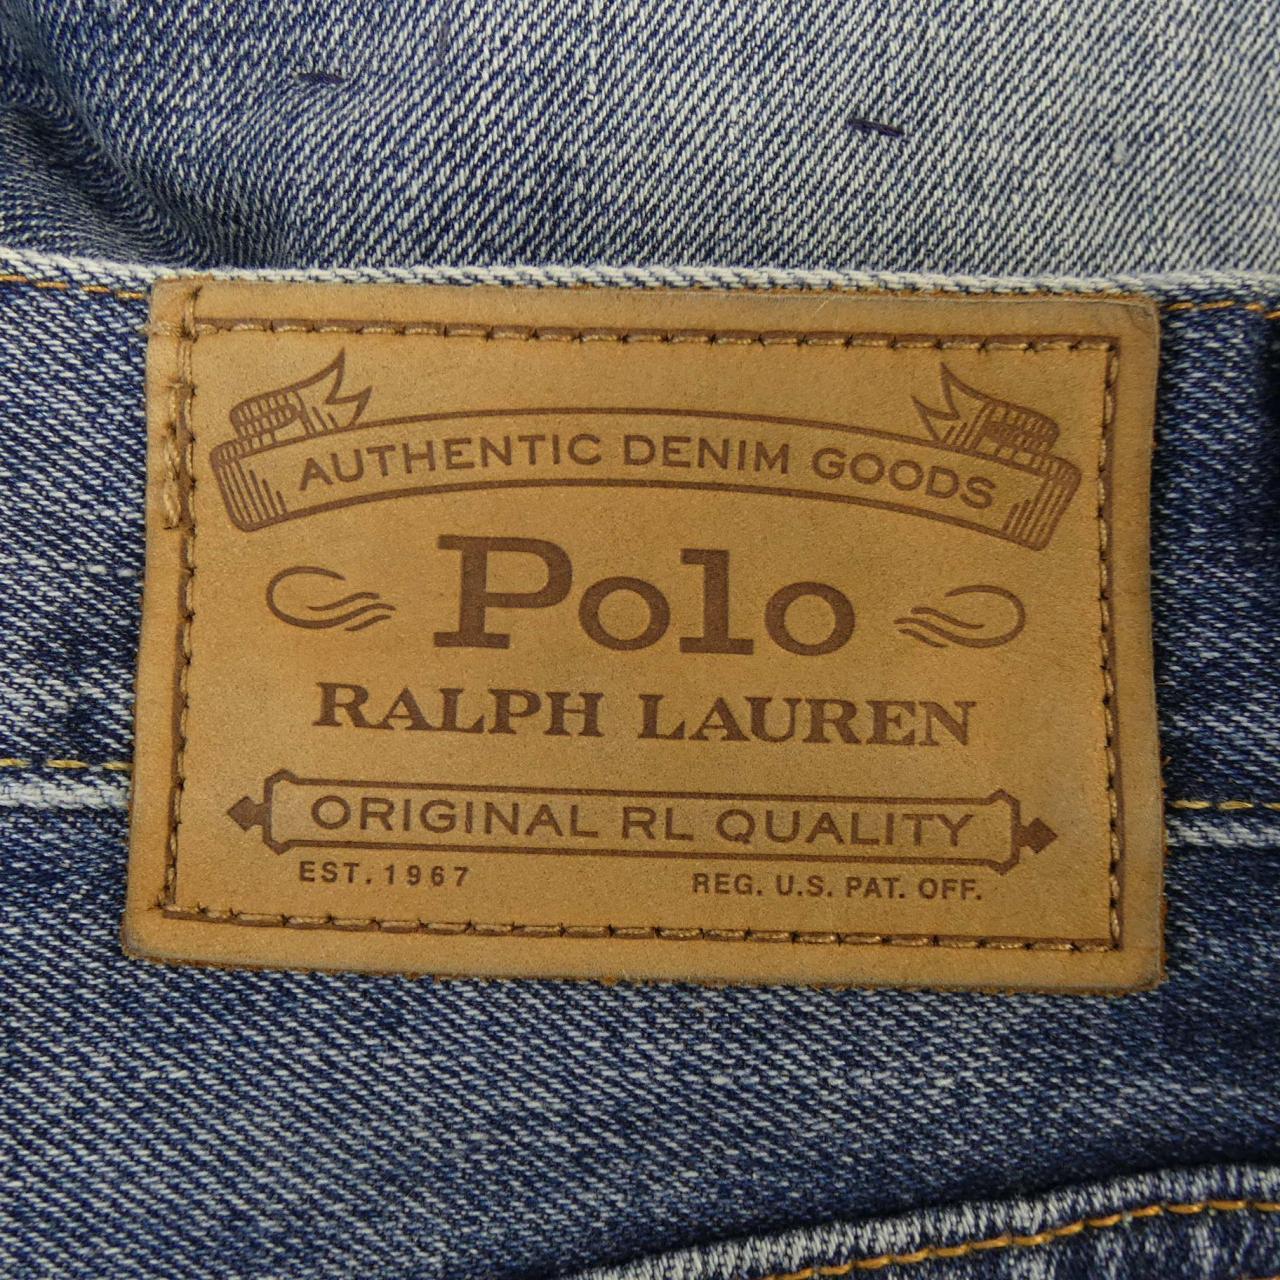 AUTHENTIC DENIM GOODS
Polo
RALPH LAUREN
ORIGINAL RL QUALITY
EST. 1967 REG. U.S. PAT. OFF.